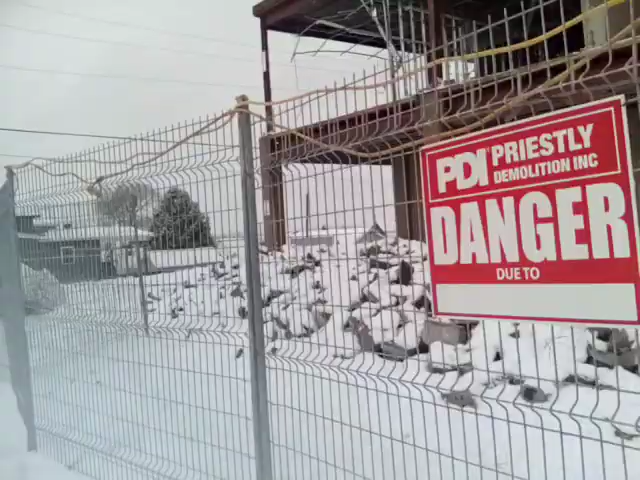 PDI PRIESTLY
DEMOLITION INC
DANGER
DUE TO